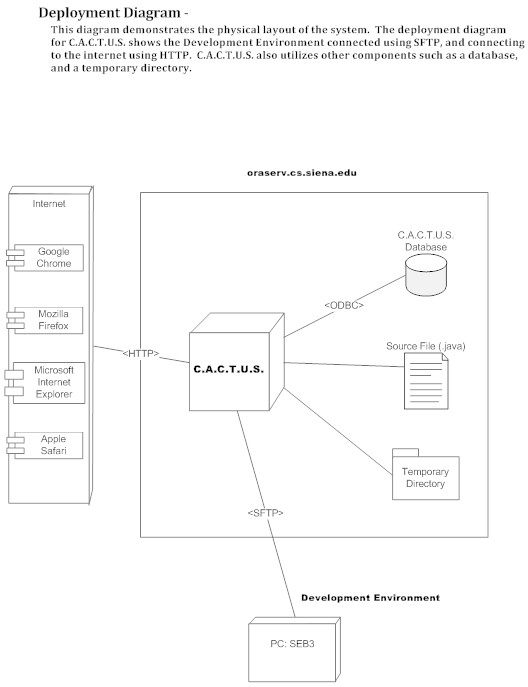 Deployment Diagram -
This diagram demonstrates the physical layout of the system. The deployment diagram
for C.A.C.T.U.S. shows the Development Environment connected using SFTP, and connecting
to the internet using HTTP. C.A.C.T.U.S. also utilizes other components such as a database,
and a temporary directory.
oraserv.cs.siena.edu
Internet
Google
Chrome
Mozilla
Firefox
Microsoft
Internet
Explorer
Apple
Safari
<HTTP>
C.A.C.T.U.S.
C.A.C.T.U.S.
Database
<ODBC>
Source File (.java)
Temporary
Directory
<SFTP>
Development Environment
PC: SEB3